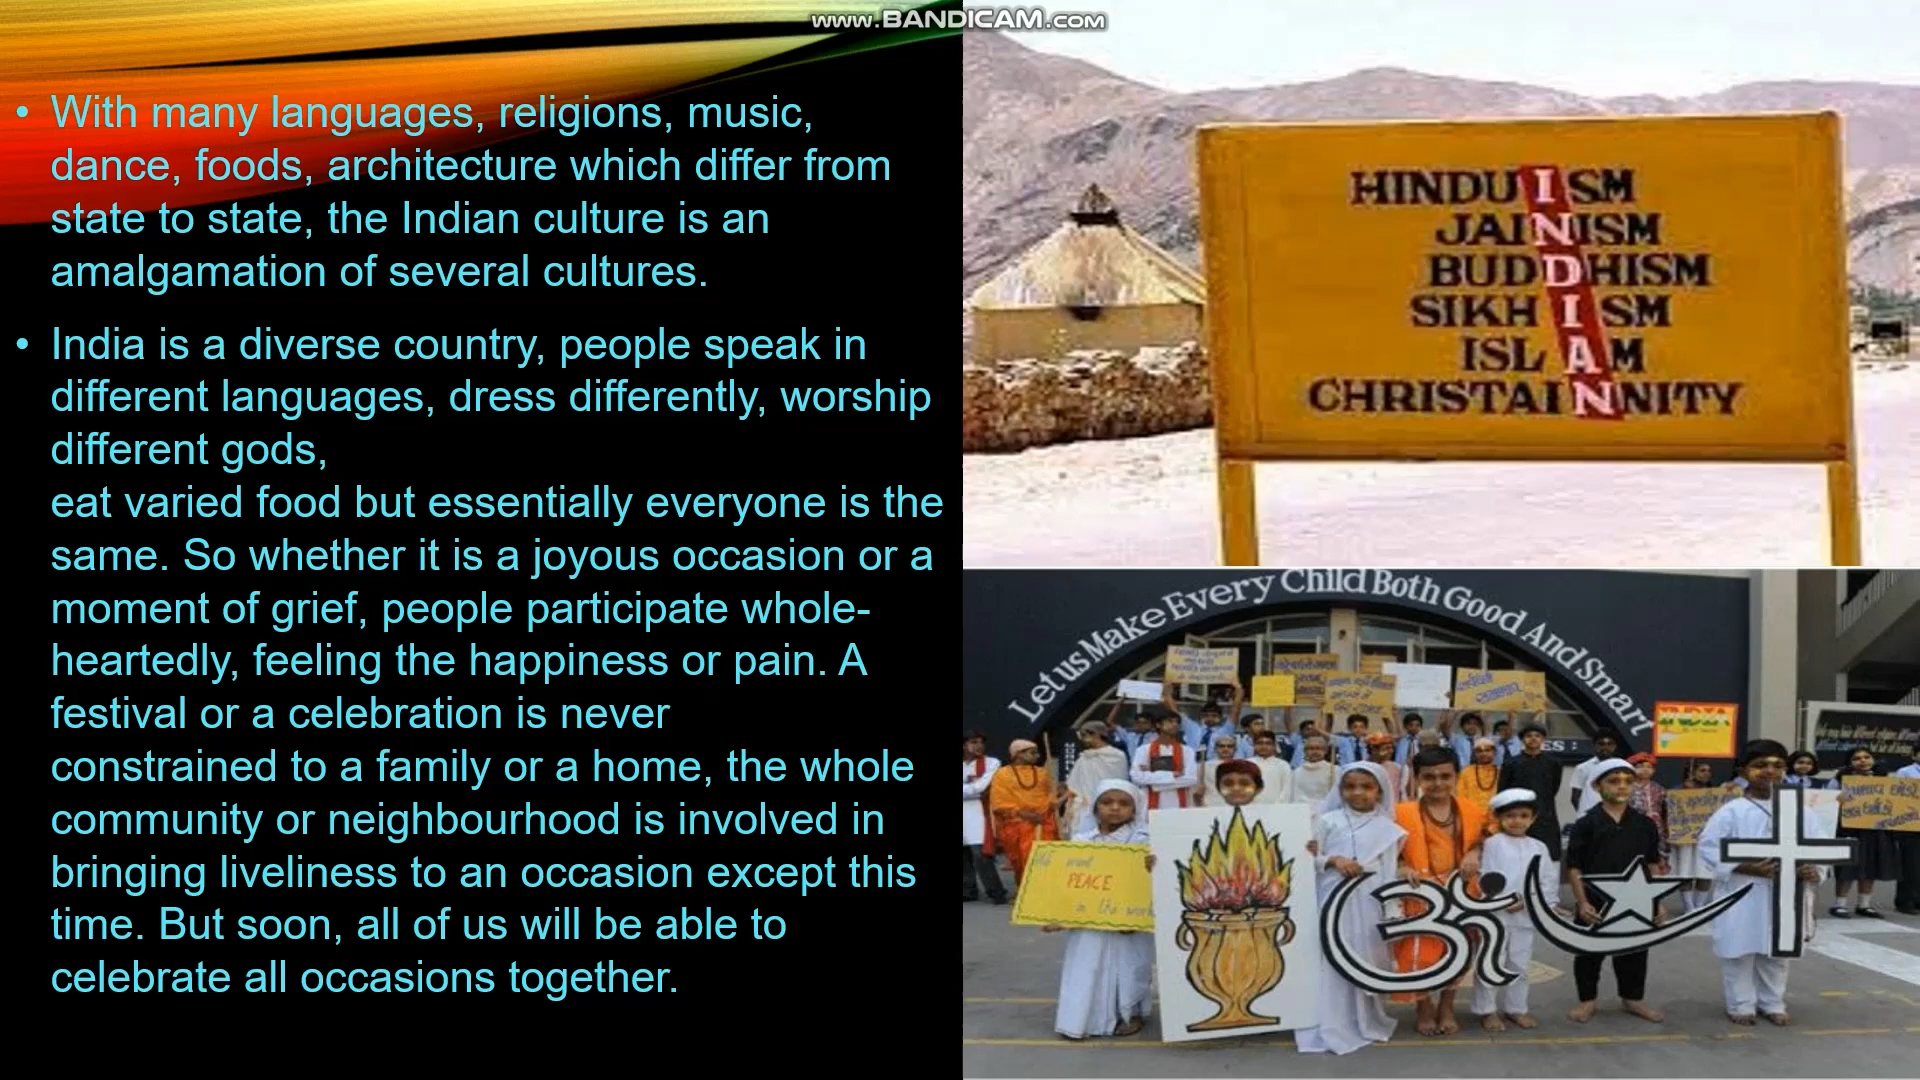 www.BANDICAM.com
• With many languages, religions, music,
dance, foods, architecture which differ from
state to state, the Indian culture is an
amalgamation of several cultures.
• India is a diverse country, people speak in
different languages, dress differently, worship
different gods,
eat varied food but essentially everyone is the
same. So whether it is a joyous occasion or a
moment of grief, people participate whole-
heartedly, feeling the happiness or pain. A
festival or a celebration is never
constrained to a family or a home, the whole
community or neighbourhood is involved in
bringing liveliness to an occasion except this
time. But soon, all of us will be able to
celebrate all occasions together.
HINDUISM
JAINISM
BUDDHISM
SIKH ISM
ISL AM
CHRISTAINNITY
Let us Make Every Child Both Good And Smart
PEACE
in the
ॐ